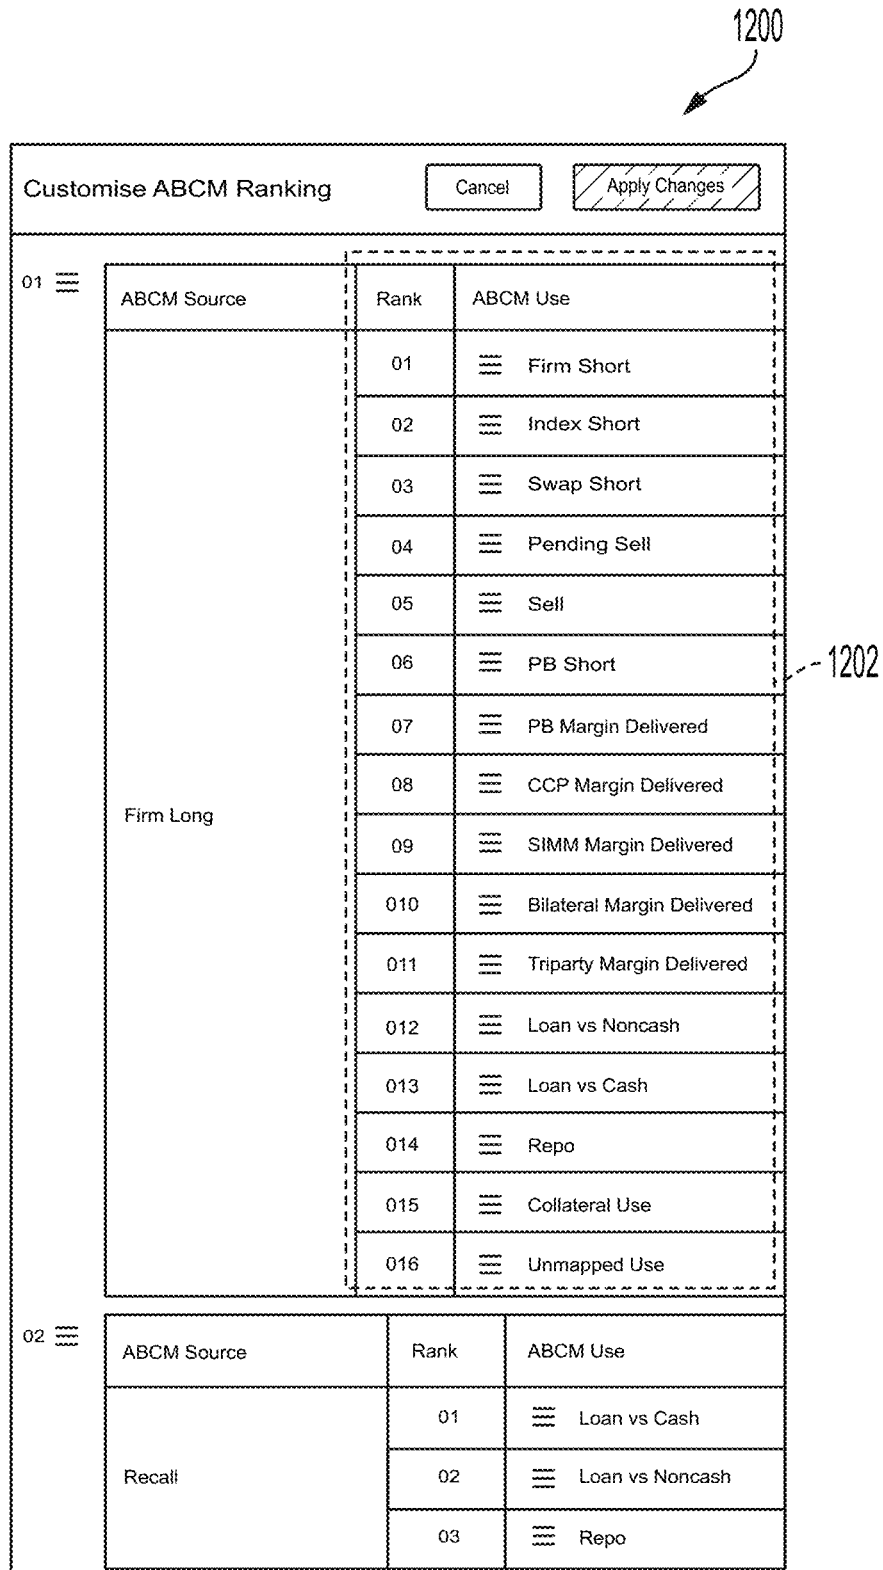 1200
Customise ABCM Ranking Cancel Apply Changes
01 ABCM Source Rank ABCM Use
Firm Long
01 Firm Short
02 Index Short
03 Swap Short
04 Pending Sell
05 Sell
06 PB Short
1202
07 PB Margin Delivered
08 CCP Margin Delivered
09 SIMM Margin Delivered
010 Bilateral Margin Delivered
011 Triparty Margin Delivered
012 Loan vs Noncash
013 Loan vs Cash
014 Repo
015 Collateral Use
016 Unmapped Use
02 ABCM Source Rank ABCM Use
Recall
01 Loan vs Cash
02 Loan vs Noncash
03 Repo